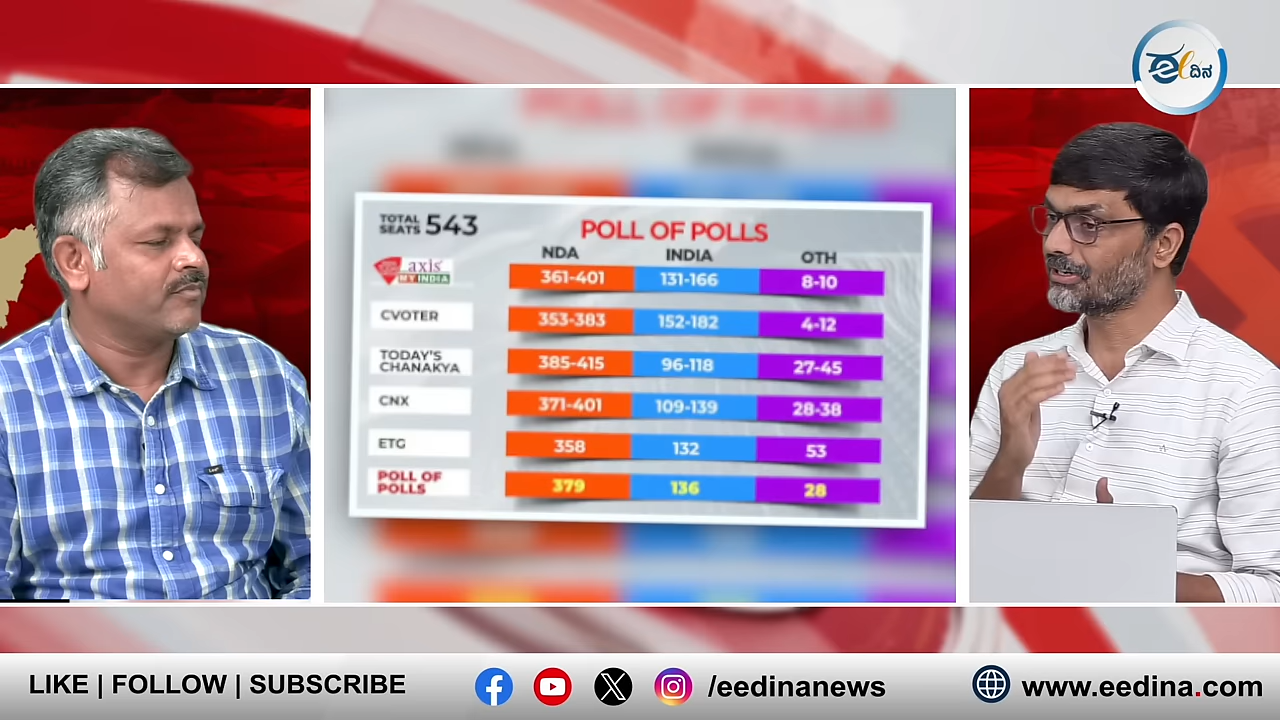 ಈದಿನ
TOTAL SEATS 543
POLL OF POLLS
NDA INDIA OTH
axis MY INDIA 361-401 131-166 8-10
CVOTER 353-383 152-182 4-12
TODAY'S CHANAKYA 385-415 96-118 27-45
CNX 371-401 109-139 28-38
ETG 358 132 53
POLL OF POLLS 379 136 28
LIKE | FOLLOW | SUBSCRIBE /eedinanews www.eedina.com